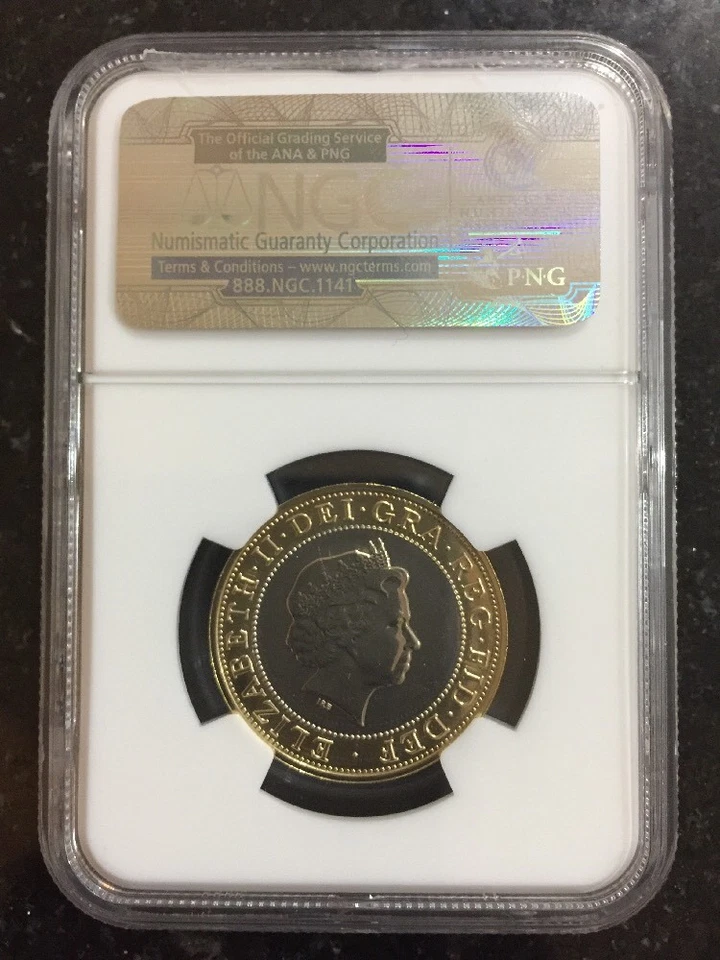 The Official Grading Service
of the ANA & PNG
NGC
Numismatic Guaranty Corporation
Terms & Conditions – www.ngcterms.com
888.NGC.1141
PNG
ELIZABETH·II·DEI·GRA·REG·FID·DEF·
IRB